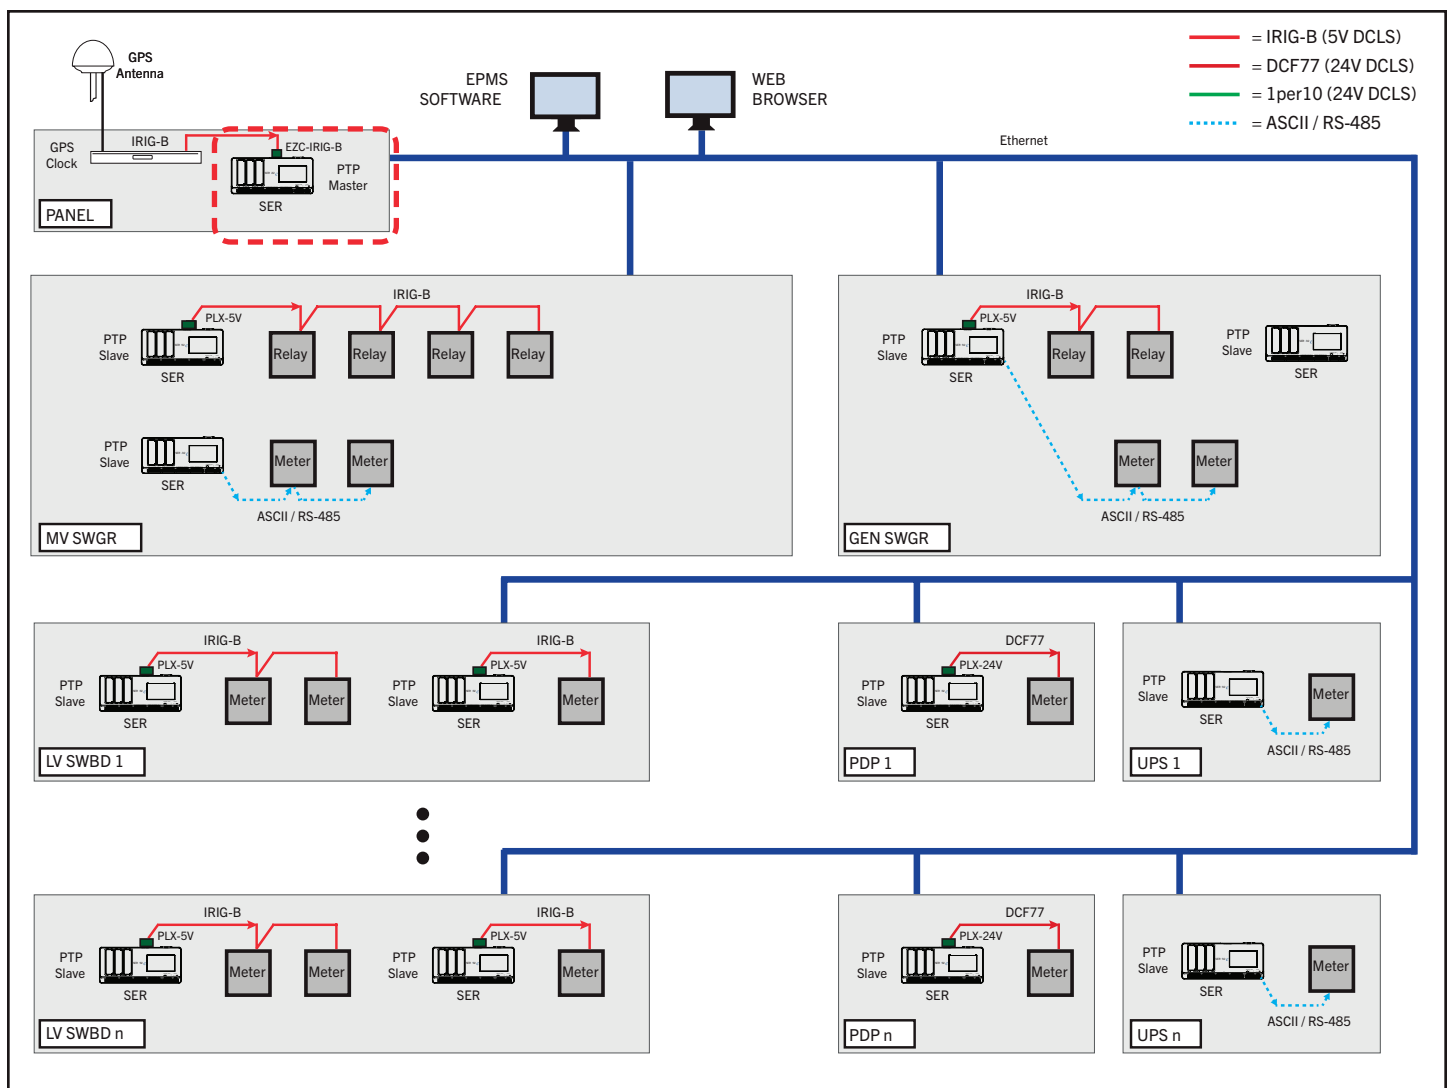 GPS
Antenna
= IRIG-B (5V DCLS)
= DCF77 (24V DCLS)
= 1per10 (24V DCLS)
= ASCII / RS-485
EPMS
SOFTWARE
WEB
BROWSER
GPS
Clock
IRIG-B
EZC-IRIG-B
PTP
Master
SER
PANEL
Ethernet
IRIG-B
PLX-5V
PTP
Slave
SER
Relay
Relay
Relay
Relay
PTP
Slave
SER
Meter
Meter
ASCII / RS-485
MV SWGR
IRIG-B
PLX-5V
PTP
Slave
SER
Relay
Relay
PTP
Slave
SER
Meter
Meter
ASCII / RS-485
GEN SWGR
IRIG-B
PLX-5V
PTP
Slave
SER
Meter
Meter
IRIG-B
PLX-5V
PTP
Slave
SER
Meter
LV SWBD 1
DCF77
PLX-24V
PTP
Slave
SER
Meter
PDP 1
PTP
Slave
SER
Meter
ASCII / RS-485
UPS 1
IRIG-B
PLX-5V
PTP
Slave
SER
Meter
Meter
IRIG-B
PLX-5V
PTP
Slave
SER
Meter
LV SWBD n
DCF77
PLX-24V
PTP
Slave
SER
Meter
PDP n
PTP
Slave
SER
Meter
ASCII / RS-485
UPS n